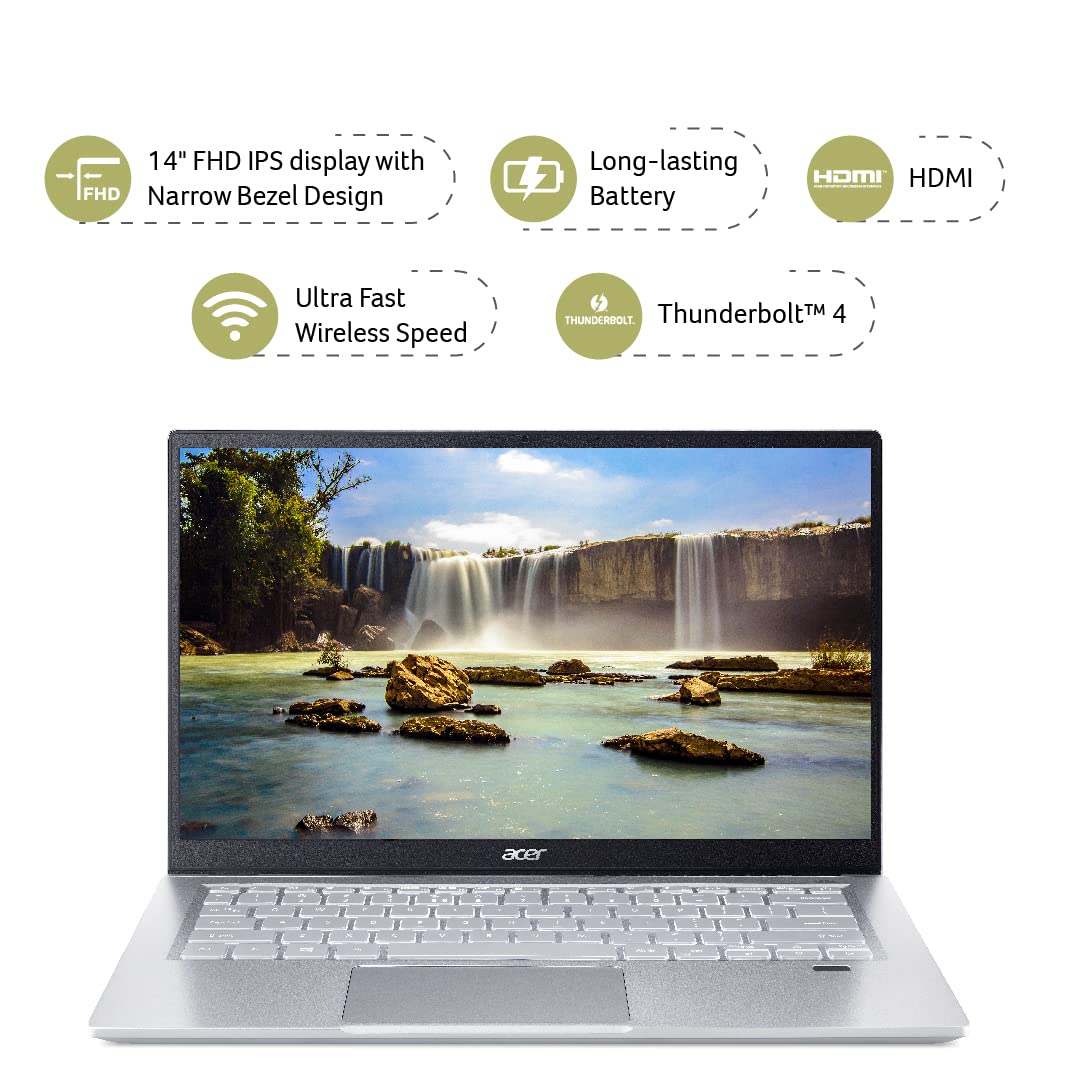 FHD
14" FHD IPS display with
Narrow Bezel Design
Long-lasting
Battery
HDMI™
HDMI
Ultra Fast
Wireless Speed
THUNDERBOLT.
Thunderbolt™ 4
acer